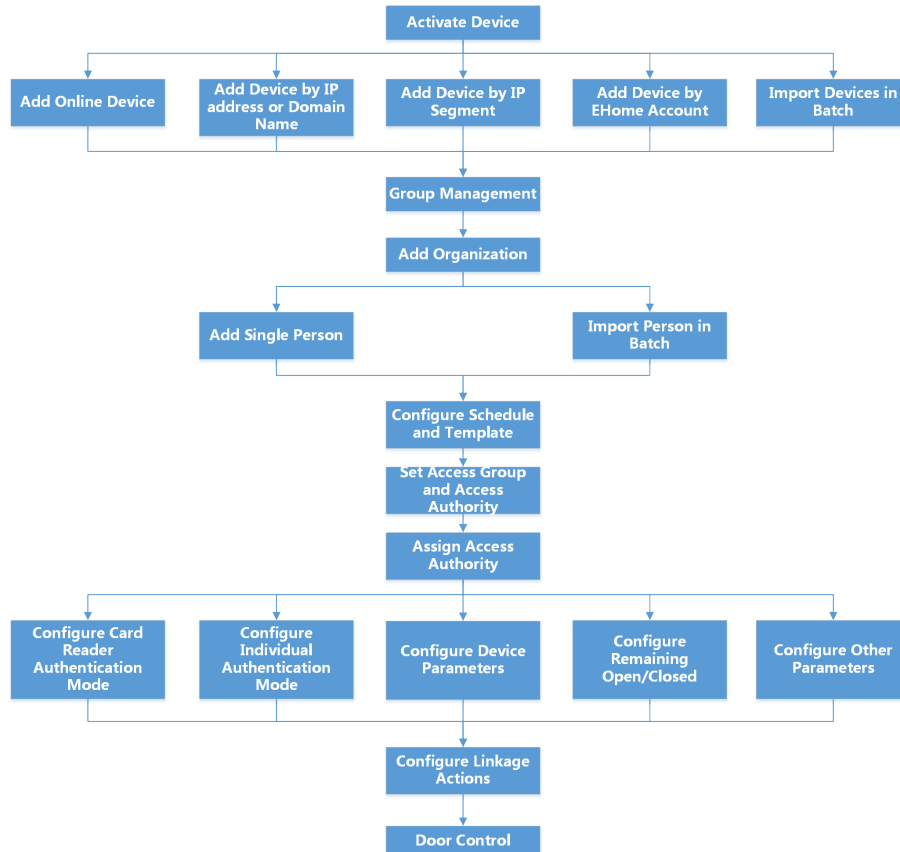 Activate Device
Add Online Device
Add Device by IP
address or Domain
Name
Add Device by IP
Segment
Add Device by
EHome Account
Import Devices in
Batch
Group Management
Add Organization
Add Single Person
Import Person in
Batch
Configure Schedule
and Template
Set Access Group
and Access
Authority
Assign Access
Authority
Configure Card
Reader
Authentication
Mode
Configure
Individual
Authentication
Mode
Configure Device
Parameters
Configure
Remaining
Open/Closed
Configure Other
Parameters
Configure Linkage
Actions
Door Control